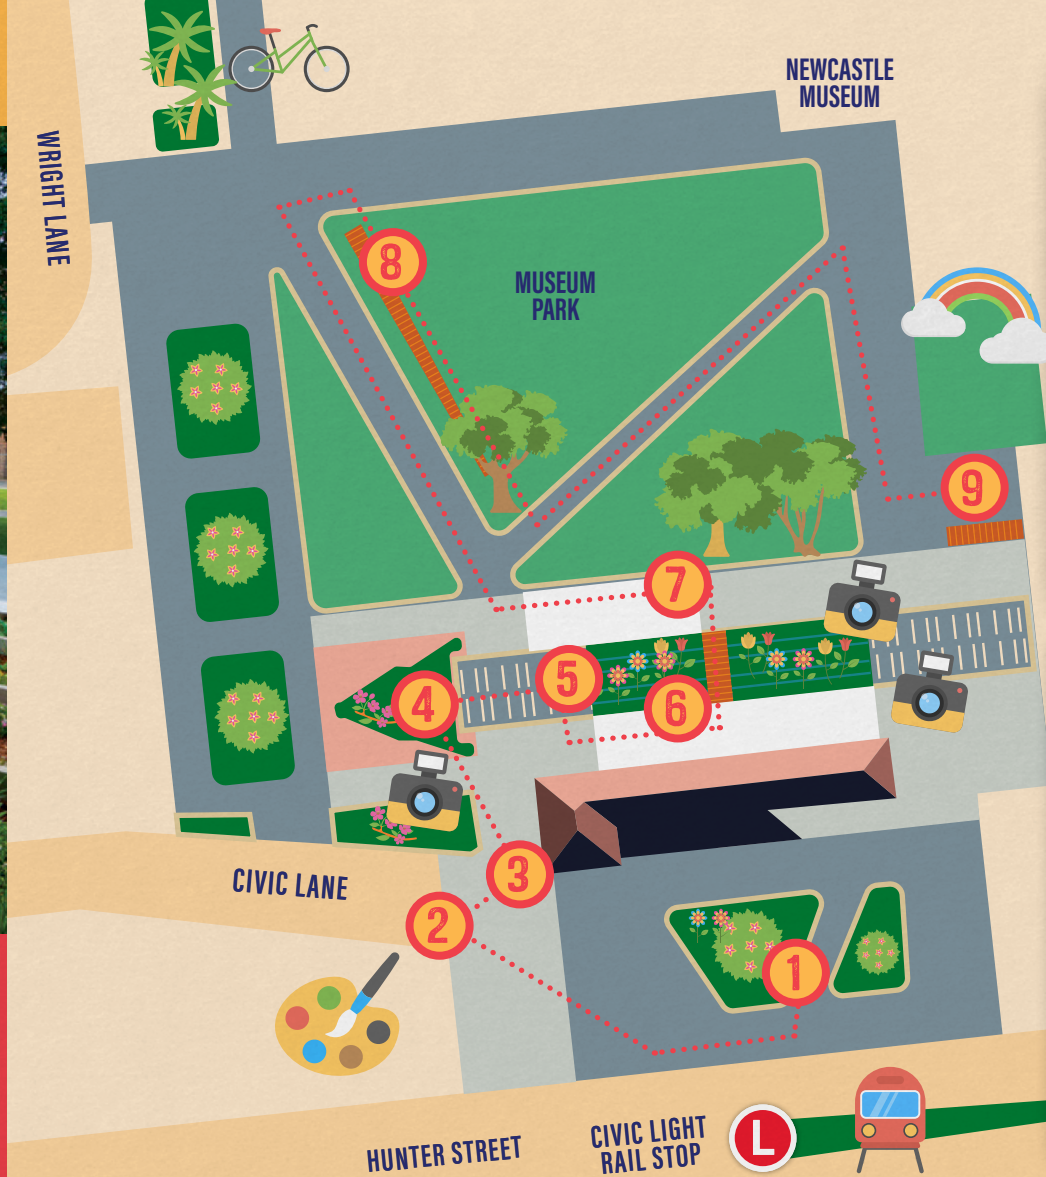 NEWCASTLE
MUSEUM
WRIGHT LANE
8
MUSEUM
PARK
9
7
5
4
6
3
CIVIC LANE
2
1
HUNTER STREET
CIVIC LIGHT
RAIL STOP
L